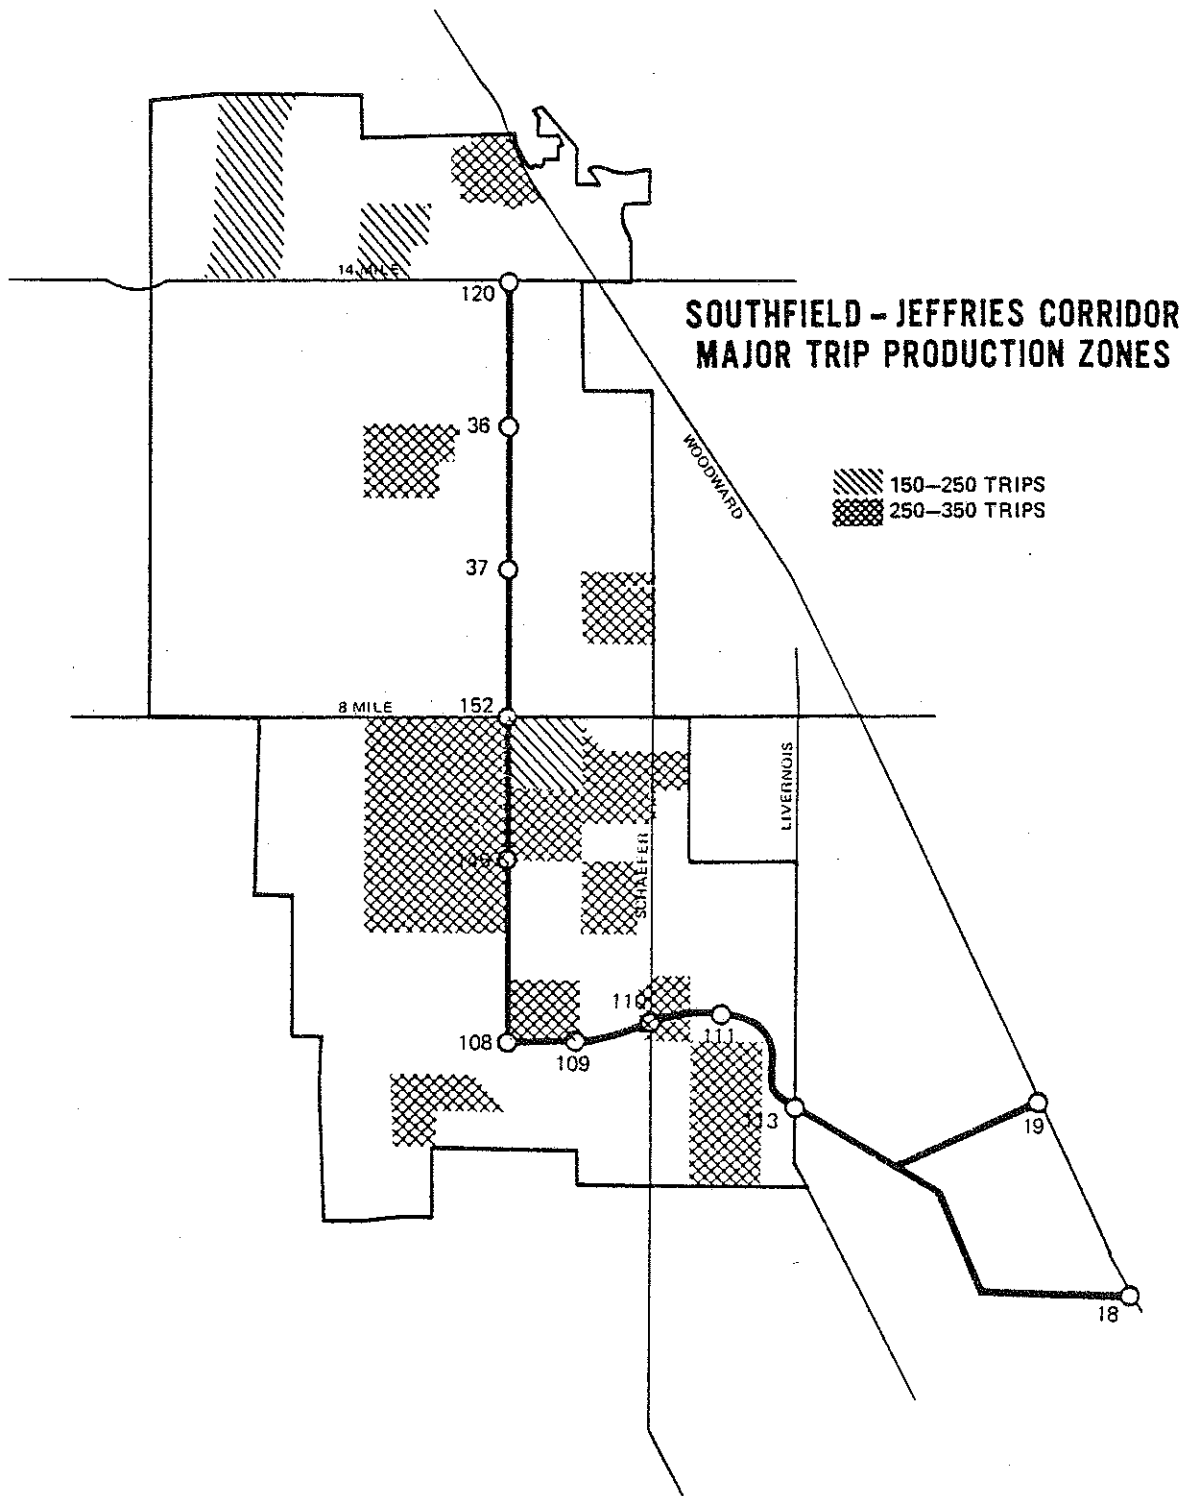 14 MILE
120
SOUTHFIELD – JEFFRIES CORRIDOR
MAJOR TRIP PRODUCTION ZONES
36
WOODWARD
150–250 TRIPS
250–350 TRIPS
37
8 MILE
152
LIVERNOIS
SCHAEFER
110
111
108
109
113
19
18